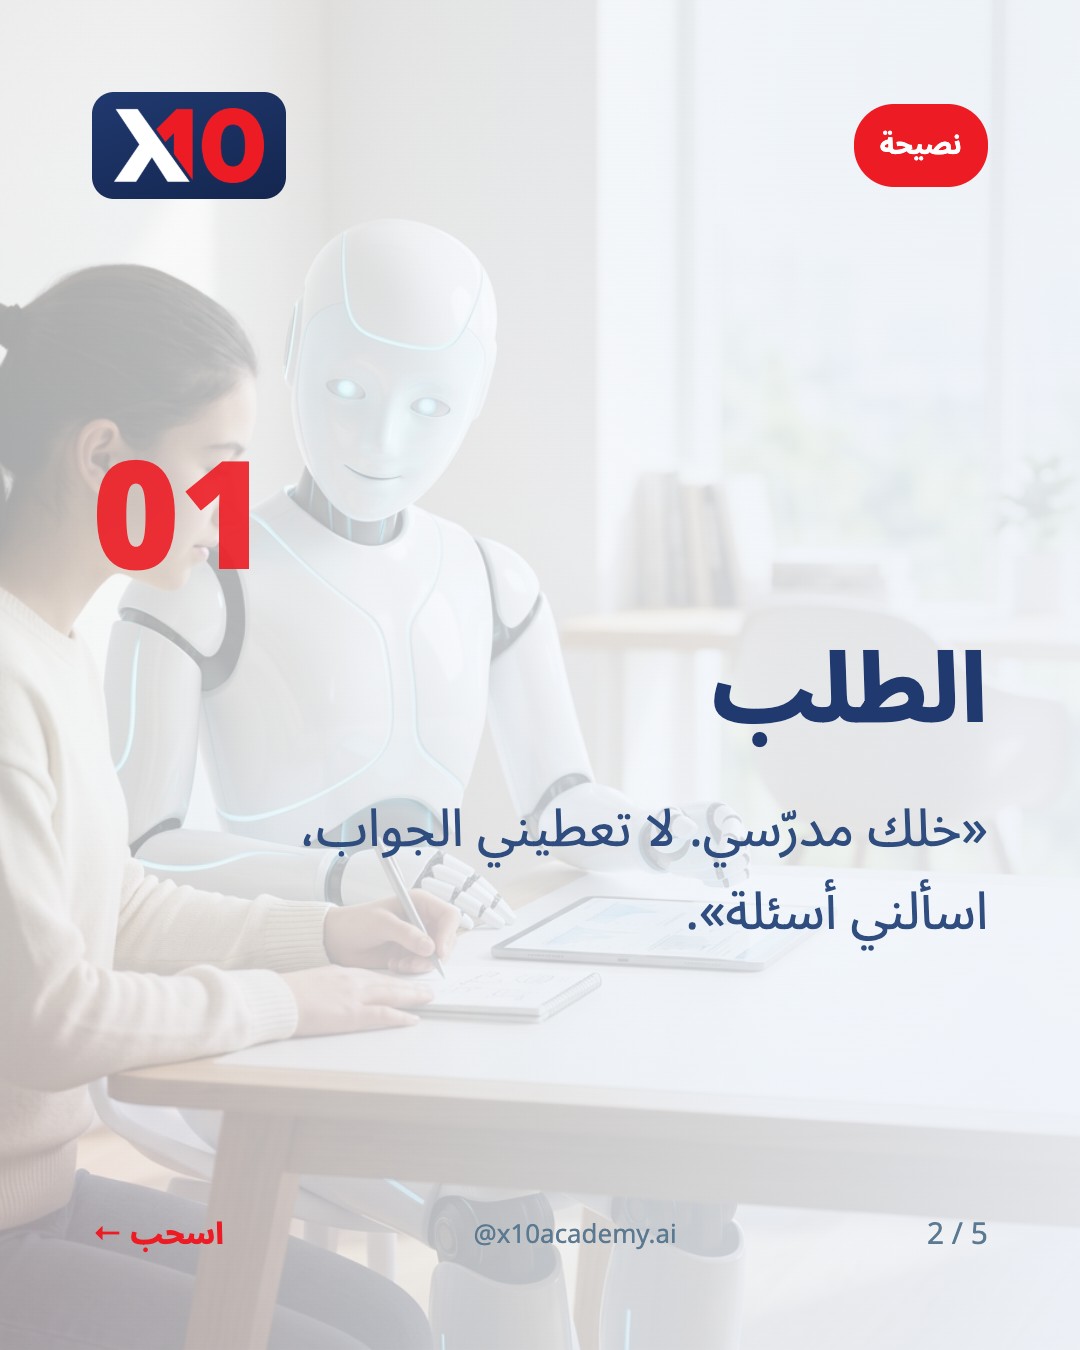 X10
نصيحة
01
الطلب
«خلك مدرّسي. لا تعطيني الجواب،
اسألني أسئلة».
اسحب ←
@x10academy.ai
2 / 5